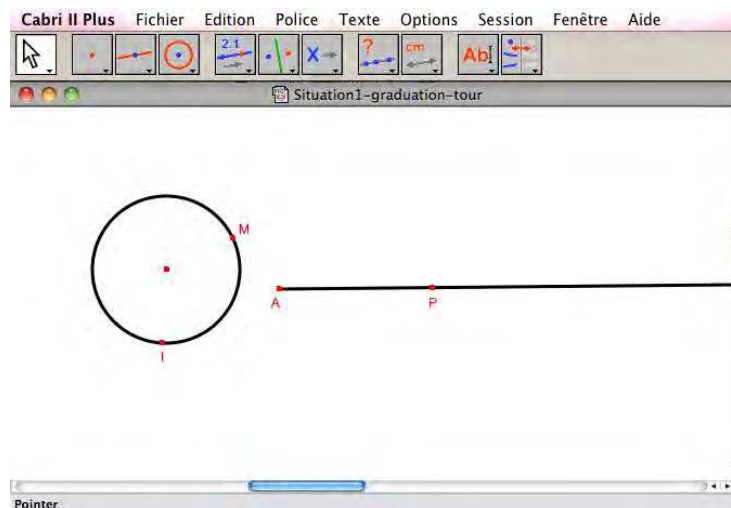 Cabri II Plus Fichier Edition Police Texte Options Session Fenêtre Aide
2.1 X ? cm Ab
Situation1-graduation-tour
M
A P
I
Pointer